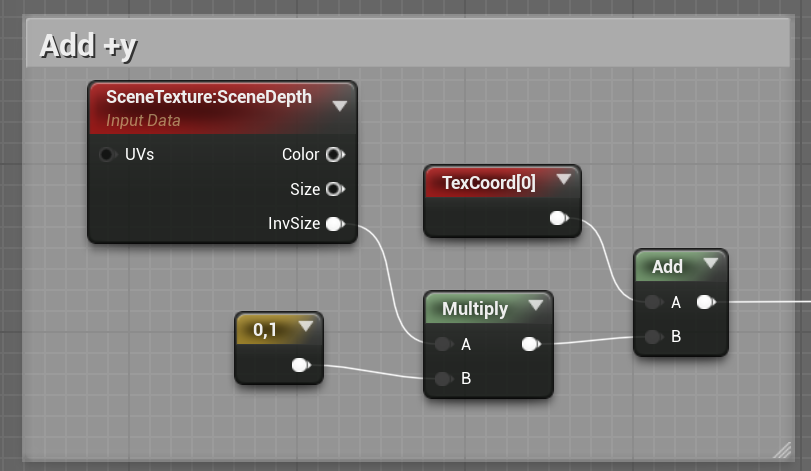 Add +y
SceneTexture:SceneDepth
Input Data
UVs
Color
Size
InvSize
TexCoord[0]
0,1
Multiply
A
B
Add
A
B